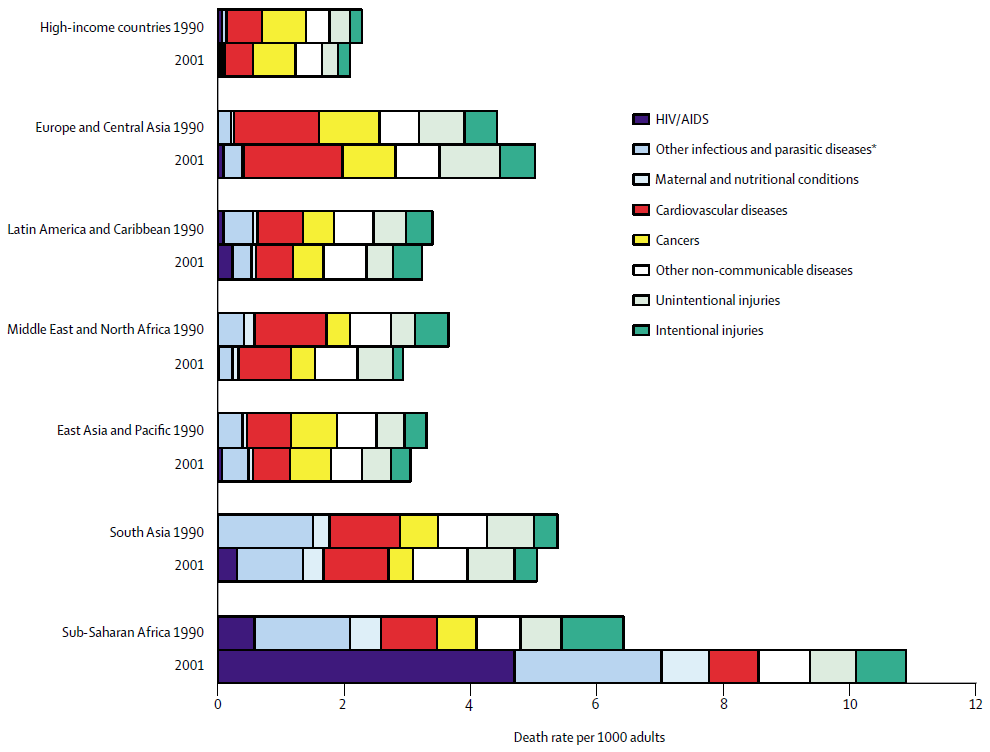 High-income countries 1990
2001
Europe and Central Asia 1990
2001
Latin America and Caribbean 1990
2001
Middle East and North Africa 1990
2001
East Asia and Pacific 1990
2001
South Asia 1990
2001
Sub-Saharan Africa 1990
2001
HIV/AIDS
Other infectious and parasitic diseases*
Maternal and nutritional conditions
Cardiovascular diseases
Cancers
Other non-communicable diseases
Unintentional injuries
Intentional injuries
0 2 4 6 8 10 12
Death rate per 1000 adults